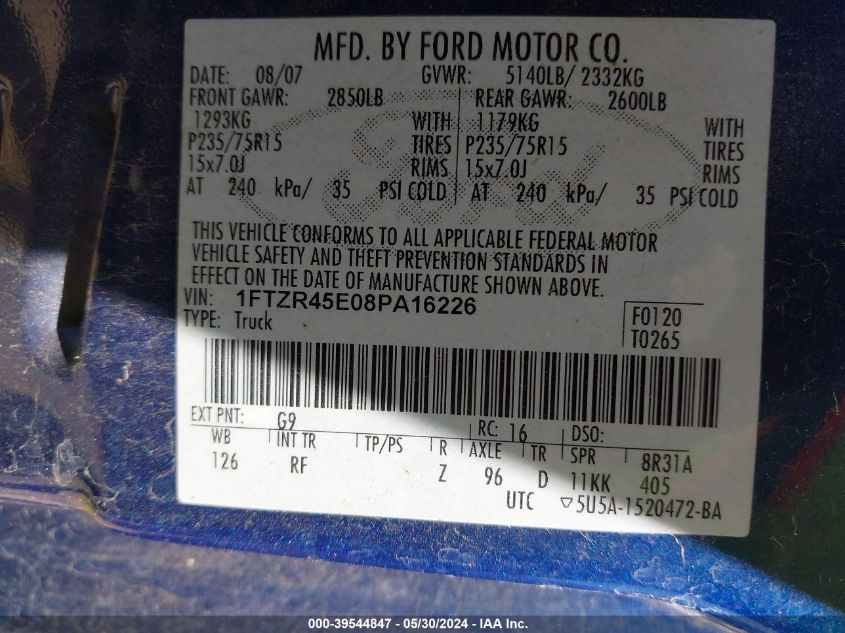 MFD. BY FORD MOTOR CO.
DATE: 08/07 GVWR: 5140LB/ 2332KG
FRONT GAWR: 2850LB REAR GAWR: 2600LB
1293KG WITH 1179KG WITH
P235/75R15 TIRES P235/75R15 TIRES
15x7.0J RIMS 15x7.0J RIMS
AT 240 kPa/ 35 PSI COLD AT 240 kPa/ 35 PSI COLD
THIS VEHICLE CONFORMS TO ALL APPLICABLE FEDERAL MOTOR
VEHICLE SAFETY AND THEFT PREVENTION STANDARDS IN
EFFECT ON THE DATE OF MANUFACTURE SHOWN ABOVE.
VIN: 1FTZR45E08PA16226
TYPE: Truck
F0120
T0265
EXT PNT: G9 RC: 16 DSO:
WB INT TR TP/PS R AXLE TR SPR 8R31A
126 RF Z 96 D 11KK 405
UTC ▽5U5A-1520472-BA
000-39544847 - 05/30/2024 - IAA Inc.